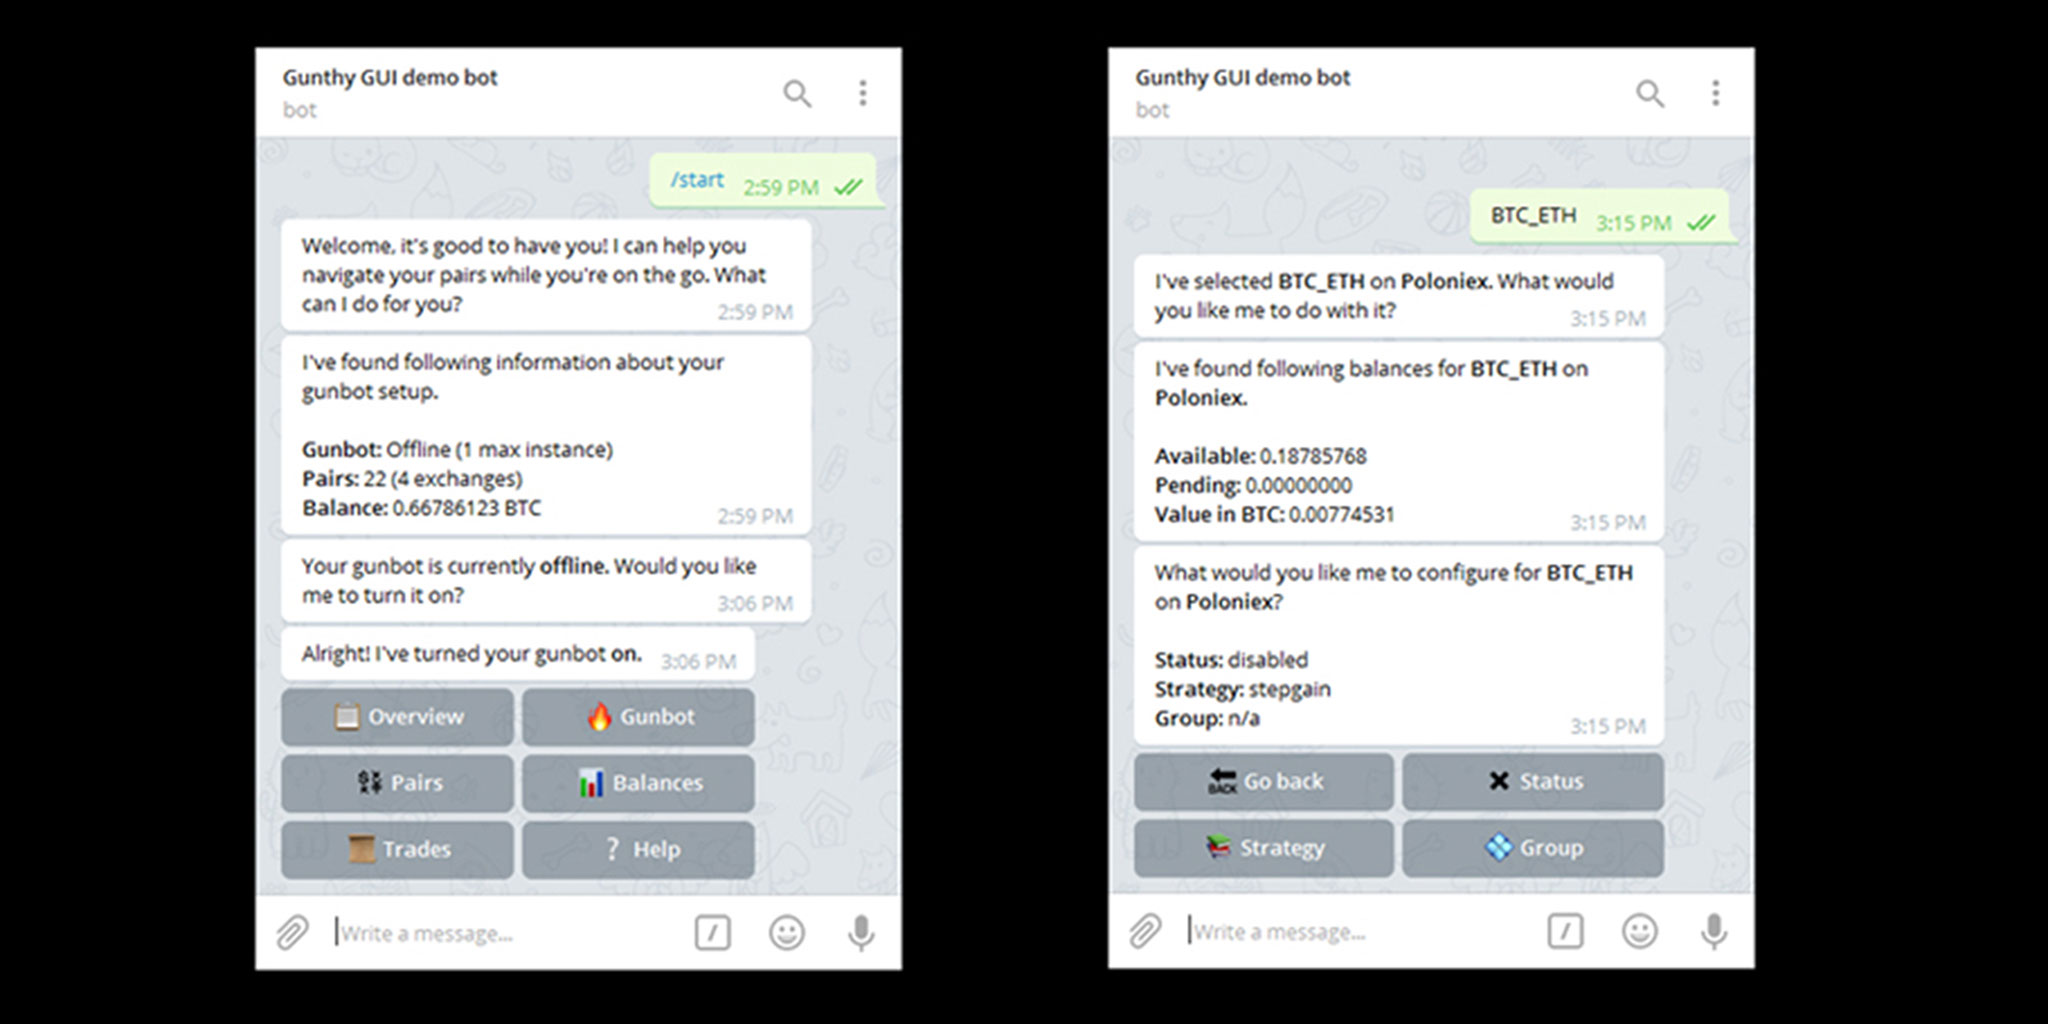 Gunthy GUI demo bot
bot
/start 2:59 PM
Welcome, it's good to have you! I can help you
navigate your pairs while you're on the go. What
can I do for you?
2:59 PM
I've found following information about your
gunbot setup.
Gunbot: Offline (1 max instance)
Pairs: 22 (4 exchanges)
Balance: 0.66786123 BTC
2:59 PM
Your gunbot is currently offline. Would you like
me to turn it on?
3:06 PM
Alright! I've turned your gunbot on. 3:06 PM
Overview
Gunbot
Pairs
Balances
Trades
? Help
Write a message...
/
Gunthy GUI demo bot
bot
BTC_ETH 3:15 PM
I've selected BTC_ETH on Poloniex. What would
you like me to do with it?
3:15 PM
I've found following balances for BTC_ETH on
Poloniex.
Available: 0.18785768
Pending: 0.00000000
Value in BTC: 0.00774531
3:15 PM
What would you like me to configure for BTC_ETH
on Poloniex?
Status: disabled
Strategy: stepgain
Group: n/a
3:15 PM
BACK Go back
Status
Strategy
Group
Write a message...
/